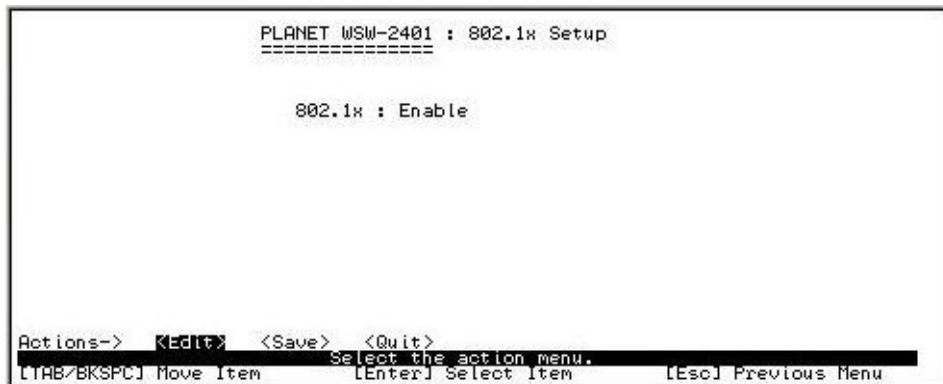 PLANET WSW-2401 : 802.1x Setup
===============
802.1x : Enable
Actions-> <Edit> <Save> <Quit>
Select the action menu.
[TAB/BKSPC] Move Item [Enter] Select Item [Esc] Previous Menu